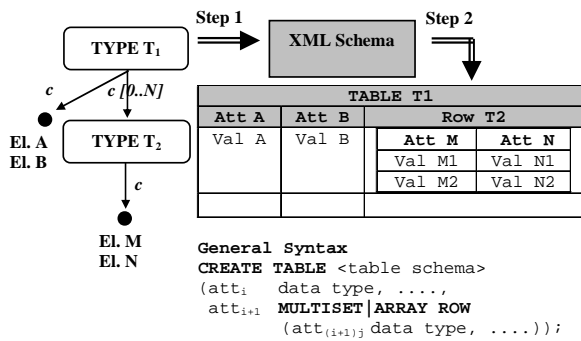 Step 1
Step 2
TYPE T1
XML Schema
c
c [0..N]
El. A
El. B
TYPE T2
c
El. M
El. N
TABLE T1
Att A Att B Row T2
Val A Val B
Att M Att N
Val M1 Val N1
Val M2 Val N2
General Syntax
CREATE TABLE <table schema>
(atti data type, ....,
atti+1 MULTISET|ARRAY ROW
(att(i+1)j data type, ....));